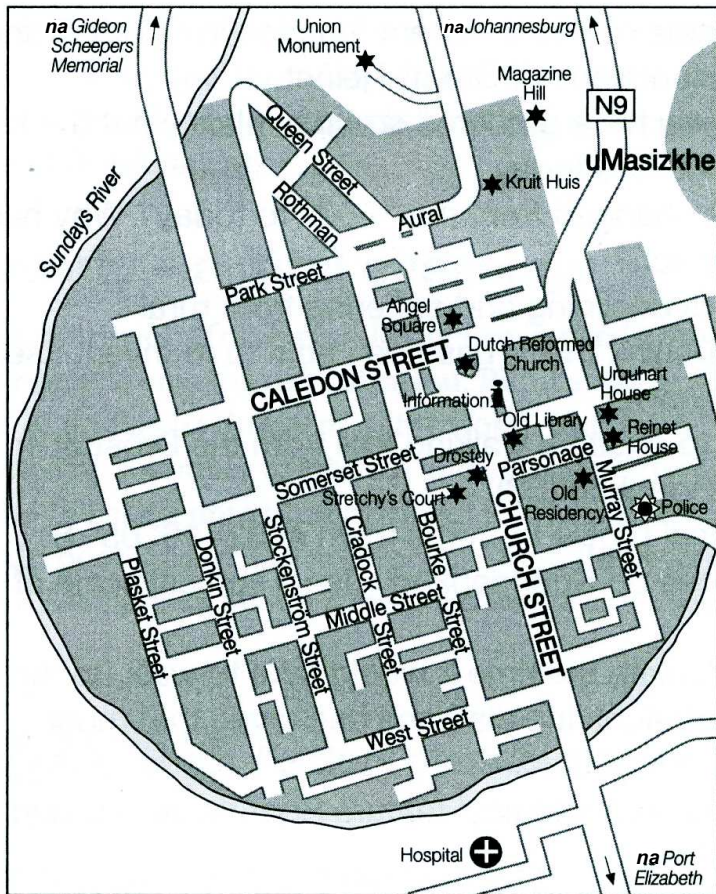 na Gideon
Scheepers
Memorial
Union
Monument
na Johannesburg
Magazine
Hill
N9
uMasizkhe
Queen Street
Kruit Huis
Rothman
Sundays River
Aural
Park Street
Angel
Square
CALEDON STREET
Dutch Reformed
Church
Urquhart
House
Information
Old Library
Reinet
House
Drostdy
Parsonage
Somerset Street
Stretchy's Court
Old
Residency
Murray Street
Police
Plasket Street
Donkin Street
Stockenstrom Street
Cradock Street
Bourke Street
CHURCH STREET
Middle Street
West Street
Hospital
na Port
Elizabeth